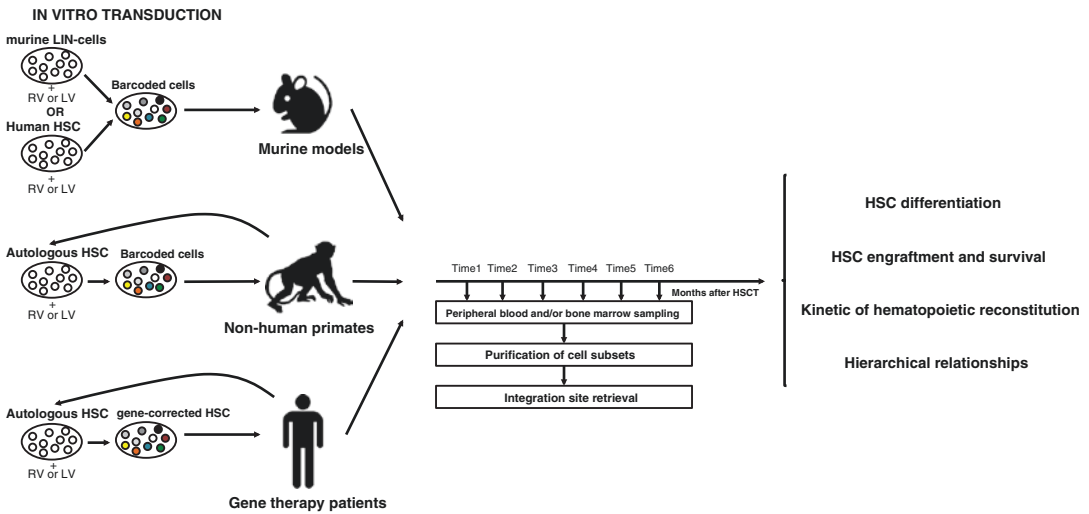 IN VITRO TRANSDUCTION
murine LIN-cells
+
RV or LV
OR
Human HSC
+
RV or LV
Barcoded cells
Murine models
Autologous HSC
+
RV or LV
Barcoded cells
Non-human primates
Autologous HSC
+
RV or LV
gene-corrected HSC
Gene therapy patients
Time1 Time2 Time3 Time4 Time5 Time6
Months after HSCT
Peripheral blood and/or bone marrow sampling
Purification of cell subsets
Integration site retrieval
HSC differentiation
HSC engraftment and survival
Kinetic of hematopoietic reconstitution
Hierarchical relationships